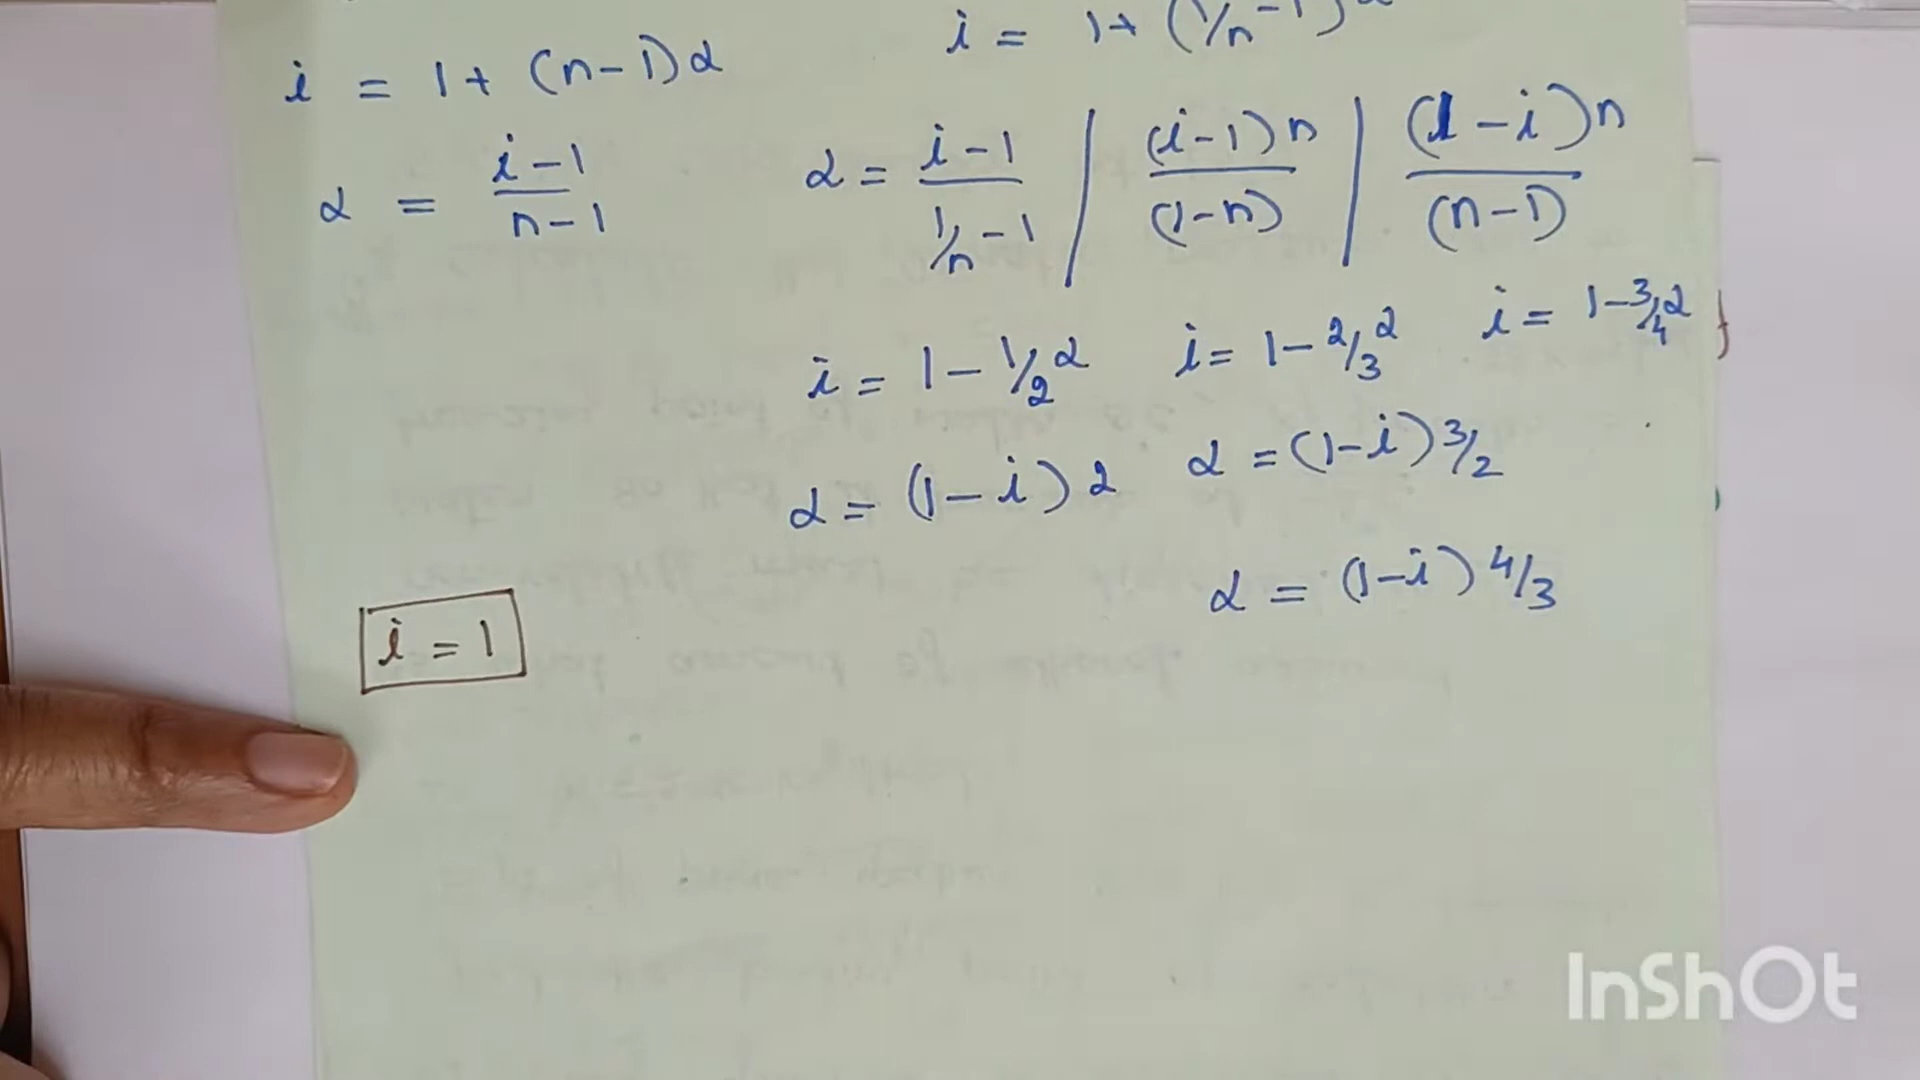 i = 1 + (n-1)α
i = 1 + (1/n - 1)α
α = i-1 / n-1
α = i-1 / 1/n - 1 | (i-1)n / (1-n) | (1-i)n / (n-1)
i = 1 - 1/2 α
i = 1 - 2/3 α
i = 1 - 3/4 α
α = (1-i) 2
α = (1-i) 3/2
α = (1-i) 4/3
i = 1
InShOt